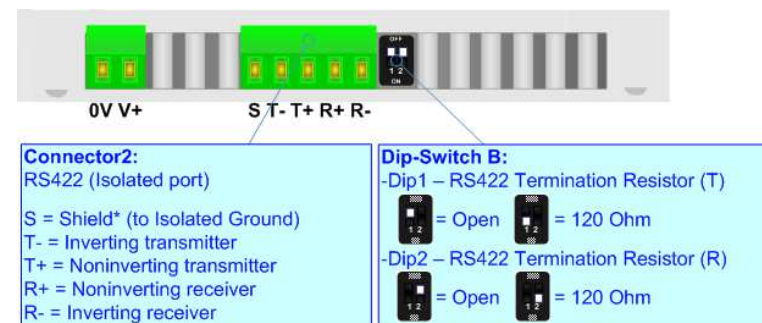 OFF
1 2
ON
0V V+
S T- T+ R+ R-
Connector2:
RS422 (Isolated port)
S = Shield* (to Isolated Ground)
T- = Inverting transmitter
T+ = Noninverting transmitter
R+ = Noninverting receiver
R- = Inverting receiver
Dip-Switch B:
-Dip1 – RS422 Termination Resistor (T)
1 2 = Open 1 2 = 120 Ohm
-Dip2 – RS422 Termination Resistor (R)
1 2 = Open 1 2 = 120 Ohm